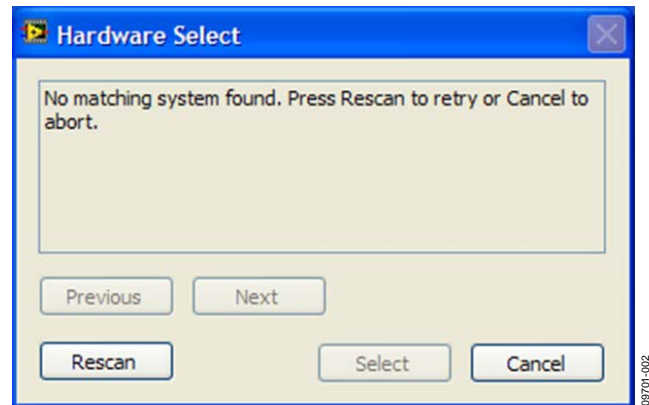 Hardware Select
No matching system found. Press Rescan to retry or Cancel to
abort.
Previous
Next
Rescan
Select
Cancel
09701-002